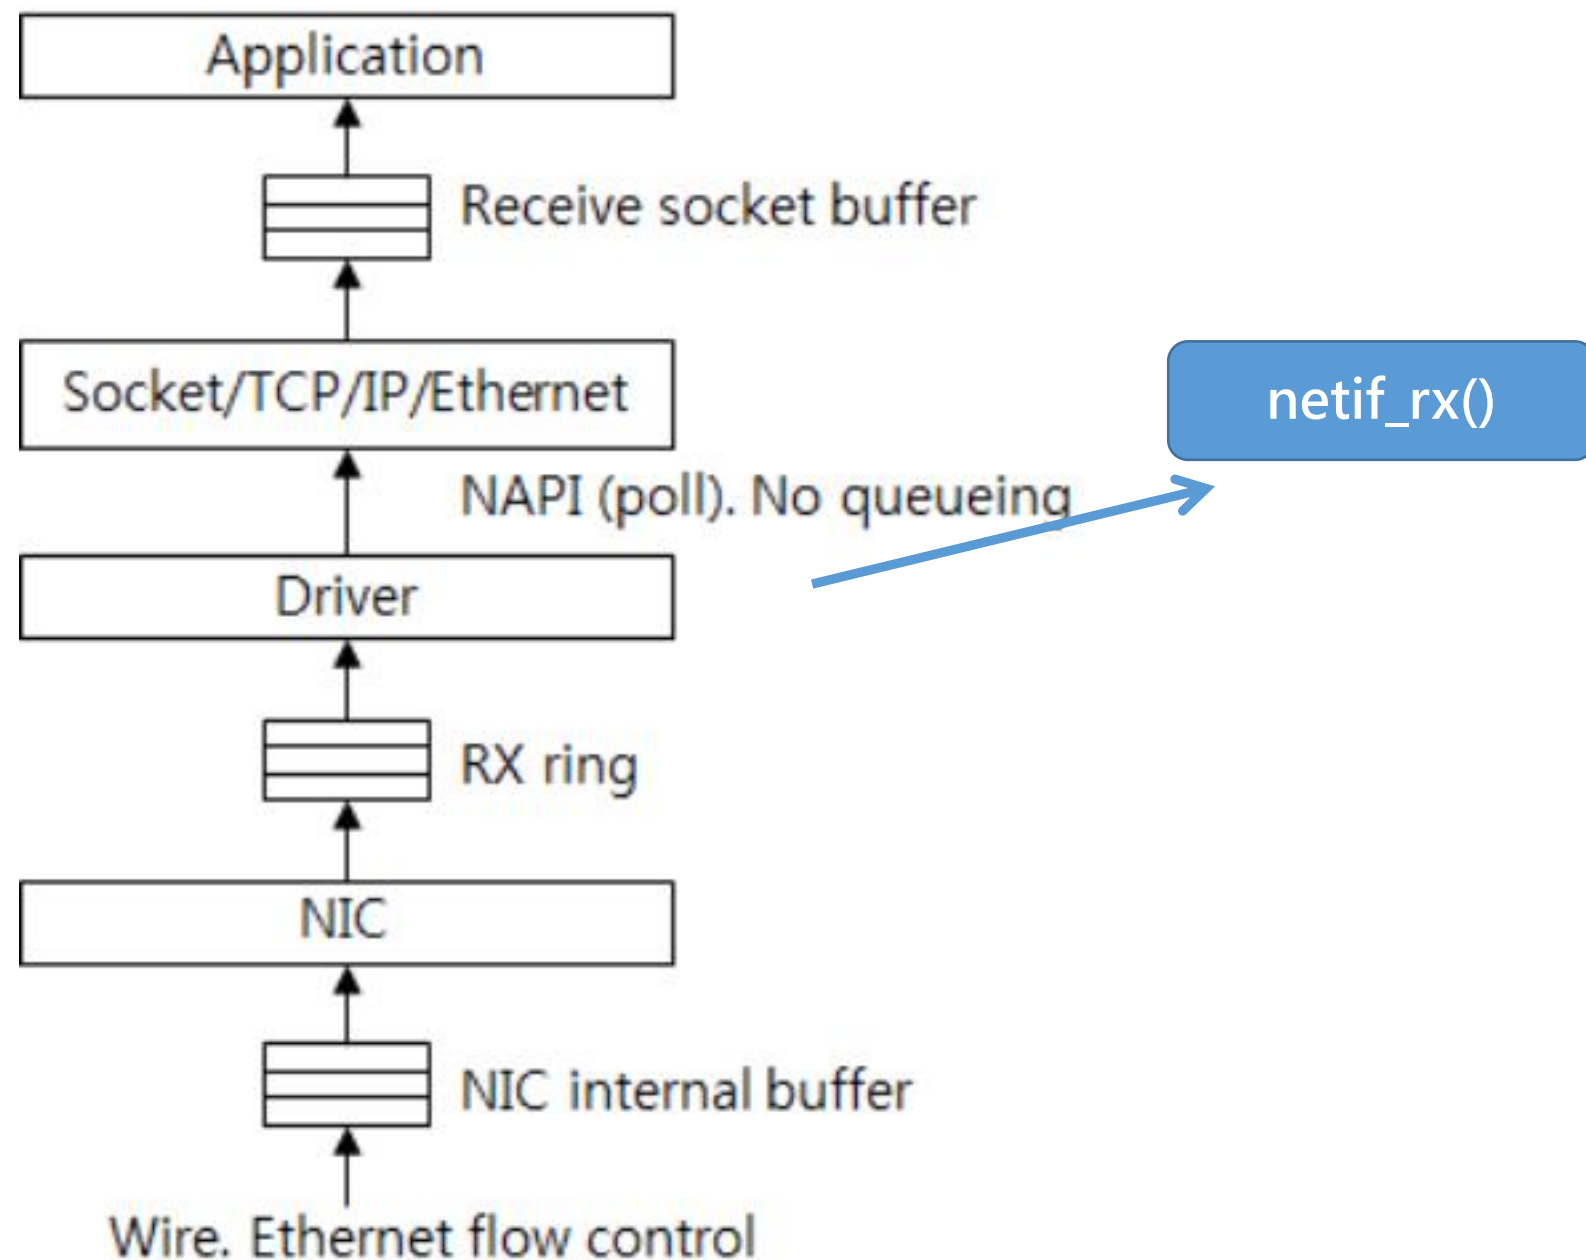 Application
Receive socket buffer
Socket/TCP/IP/Ethernet
netif_rx()
NAPI (poll). No queueing
Driver
RX ring
NIC
NIC internal buffer
Wire. Ethernet flow control